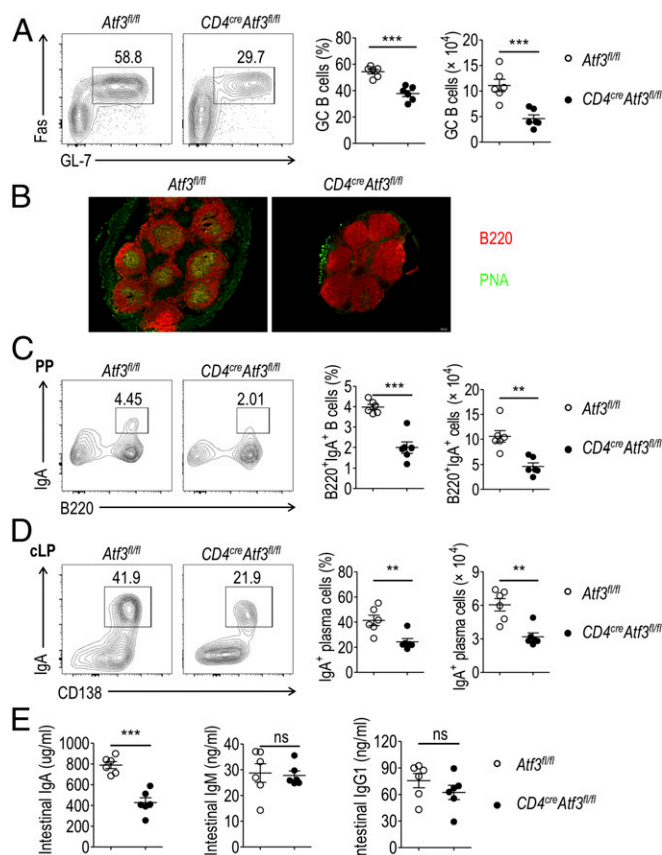 A
Atf3fl/fl
CD4creAtf3fl/fl
58.8
29.7
Fas
GL-7
GC B cells (%)
80
60
40
20
0
***
GC B cells (× 10⁴)
20
15
10
5
0
***
Atf3fl/fl
CD4creAtf3fl/fl
B
Atf3fl/fl
CD4creAtf3fl/fl
B220
PNA
C
PP
Atf3fl/fl
CD4creAtf3fl/fl
4.45
2.01
IgA
B220
B220⁺IgA⁺ B cells (%)
5
4
3
2
1
0
***
B220⁺IgA⁺ cells (× 10⁴)
20
15
10
5
0
**
Atf3fl/fl
CD4creAtf3fl/fl
D
cLP
Atf3fl/fl
CD4creAtf3fl/fl
41.9
21.9
IgA
CD138
IgA⁺ plasma cells (%)
80
60
40
20
0
**
IgA⁺ plasma cells (× 10⁴)
9
6
3
0
**
Atf3fl/fl
CD4creAtf3fl/fl
E
Intestinal IgA (ug/ml)
1000
800
600
400
200
0
***
Intestinal IgM (ng/ml)
40
30
20
10
0
ns
Intestinal IgG1 (ng/ml)
150
120
90
60
30
0
ns
Atf3fl/fl
CD4creAtf3fl/fl